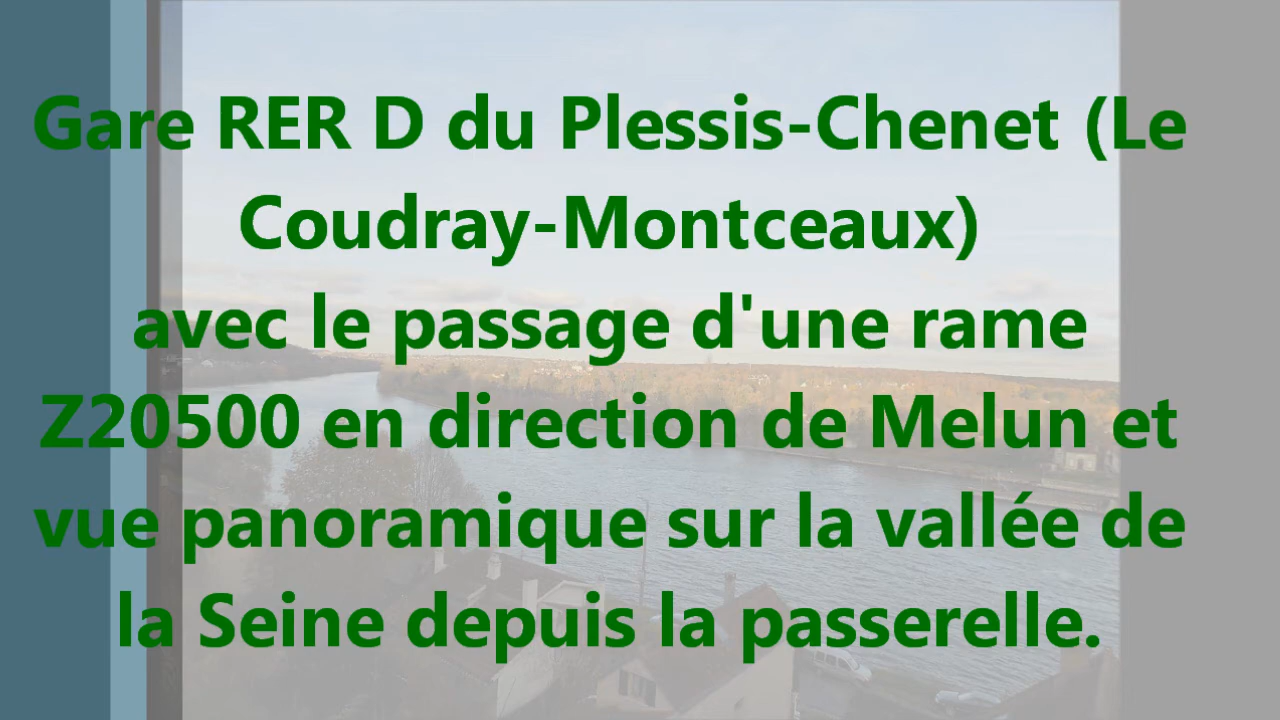 Gare RER D du Plessis-Chenet (Le
Coudray-Montceaux)
avec le passage d'une rame
Z20500 en direction de Melun et
vue panoramique sur la vallée de
la Seine depuis la passerelle.